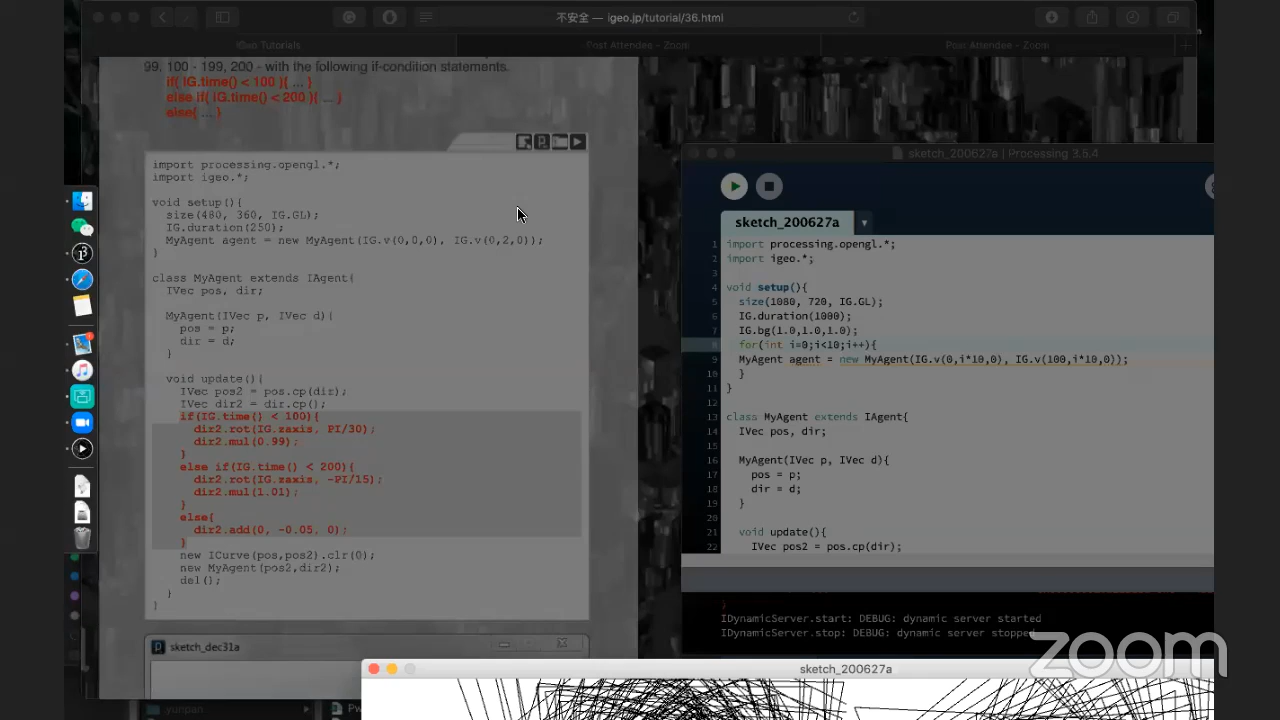 不安全 — igeo.jp/tutorial/36.html
iGeo Tutorials
Post Attendee - Zoom
Post Attendee - Zoom
99, 100 - 199, 200 - with the following if-condition statements.
if( IG.time() < 100 ){ ... }
else if( IG.time() < 200 ){ ... }
else{ ... }
import processing.opengl.*;
import igeo.*;
void setup(){
size(480, 360, IG.GL);
IG.duration(250);
MyAgent agent = new MyAgent(IG.v(0,0,0), IG.v(0,2,0));
}
class MyAgent extends IAgent{
IVec pos, dir;
MyAgent(IVec p, IVec d){
pos = p;
dir = d;
}
void update(){
IVec pos2 = pos.cp(dir);
IVec dir2 = dir.cp();
if(IG.time() < 100){
dir2.rot(IG.zaxis, PI/30);
dir2.mul(0.99);
}
else if(IG.time() < 200){
dir2.rot(IG.zaxis, -PI/15);
dir2.mul(1.01);
}
else{
dir2.add(0, -0.05, 0);
}
new ICurve(pos,pos2).clr(0);
new MyAgent(pos2,dir2);
del();
}
}
sketch_dec31a
sketch_200627a | Processing 3.5.4
sketch_200627a
1 import processing.opengl.*;
2 import igeo.*;
3
4 void setup(){
5 size(1080, 720, IG.GL);
6 IG.duration(1000);
7 IG.bg(1.0,1.0,1.0);
8 for(int i=0;i<10;i++){
9 MyAgent agent = new MyAgent(IG.v(0,i*10,0), IG.v(100,i*10,0));
10 }
11 }
12
13 class MyAgent extends IAgent{
14 IVec pos, dir;
15
16 MyAgent(IVec p, IVec d){
17 pos = p;
18 dir = d;
19 }
20
21 void update(){
22 IVec pos2 = pos.cp(dir);
}
IDynamicServer.start: DEBUG: dynamic server started
IDynamicServer.stop: DEBUG: dynamic server stopped
zoom
sketch_200627a
yunpan